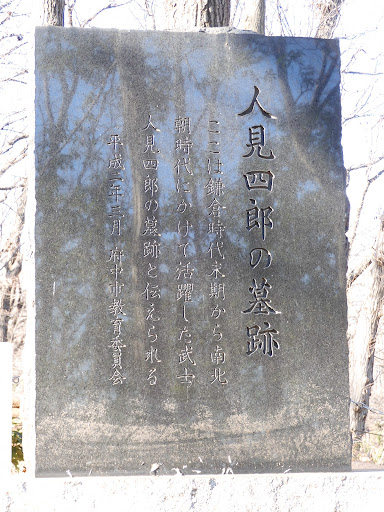 人見四郎の墓跡
ここは鎌倉時代末期から南北
朝時代にかけて活躍した武士
人見四郎の墓跡と伝えられる
平成二年三月 府中市教育委員会